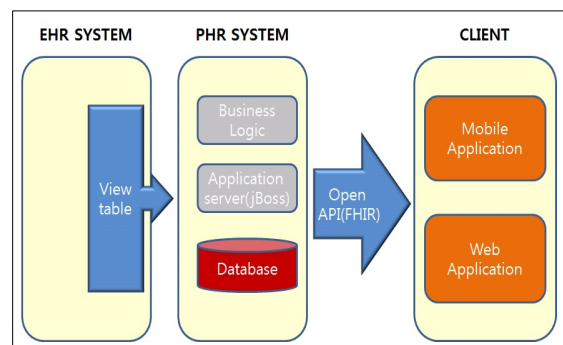 EHR SYSTEM
PHR SYSTEM
CLIENT
View
table
Business
Logic
Application
server(jBoss)
Database
Open
API(FHIR)
Mobile
Application
Web
Application